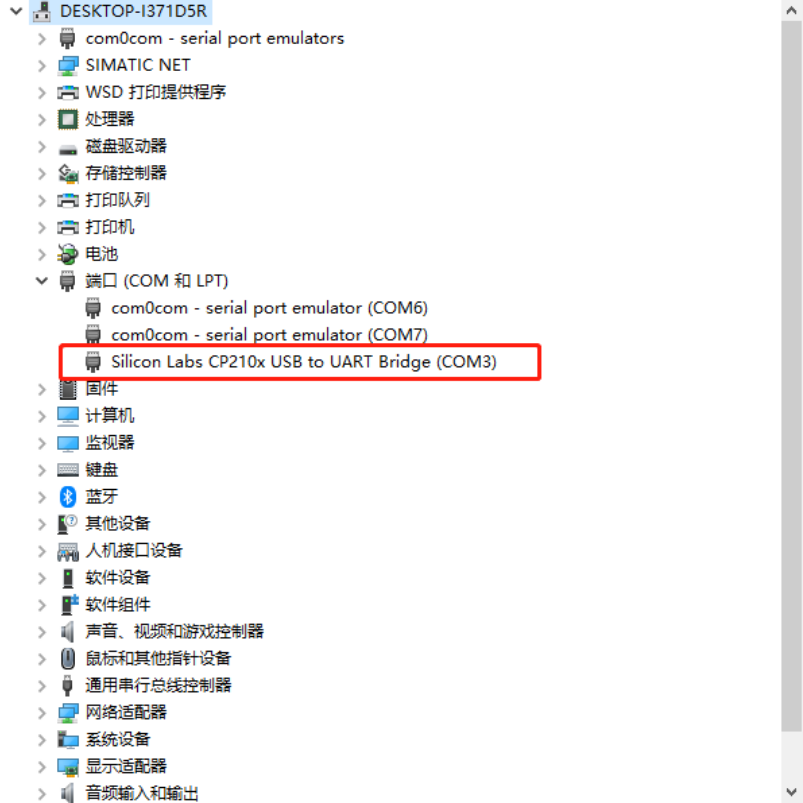 DESKTOP-I371D5R
com0com - serial port emulators
SIMATIC NET
WSD 打印提供程序
处理器
磁盘驱动器
存储控制器
打印队列
打印机
电池
端口 (COM 和 LPT)
com0com - serial port emulator (COM6)
com0com - serial port emulator (COM7)
Silicon Labs CP210x USB to UART Bridge (COM3)
固件
计算机
监视器
键盘
蓝牙
其他设备
人机接口设备
软件设备
软件组件
声音、视频和游戏控制器
鼠标和其他指针设备
通用串行总线控制器
网络适配器
系统设备
显示适配器
音频输入和输出